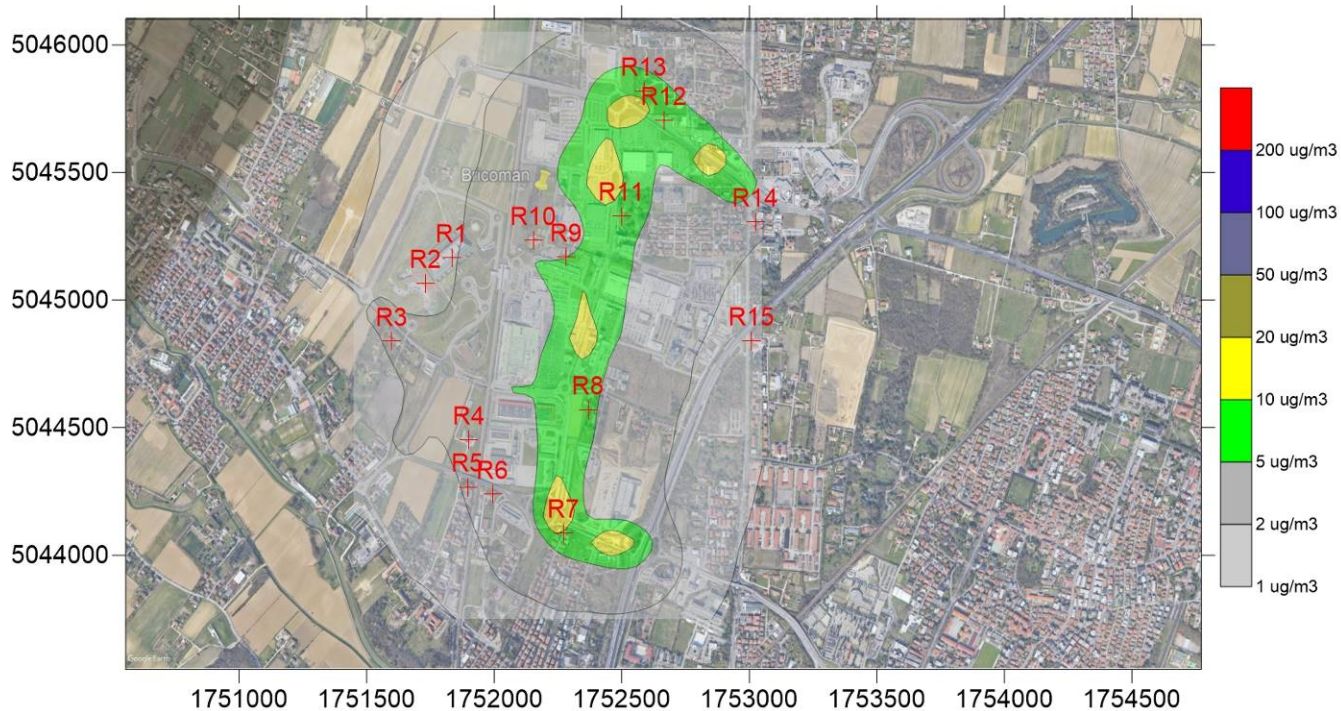 5046000
5045500
5045000
5044500
5044000
R13
R12
Bricoman
R11
R14
R10
R9
R1
R2
R3
R15
R8
R4
R5
R6
R7
Google Earth
200 ug/m3
100 ug/m3
50 ug/m3
20 ug/m3
10 ug/m3
5 ug/m3
2 ug/m3
1 ug/m3
1751000
1751500
1752000
1752500
1753000
1753500
1754000
1754500